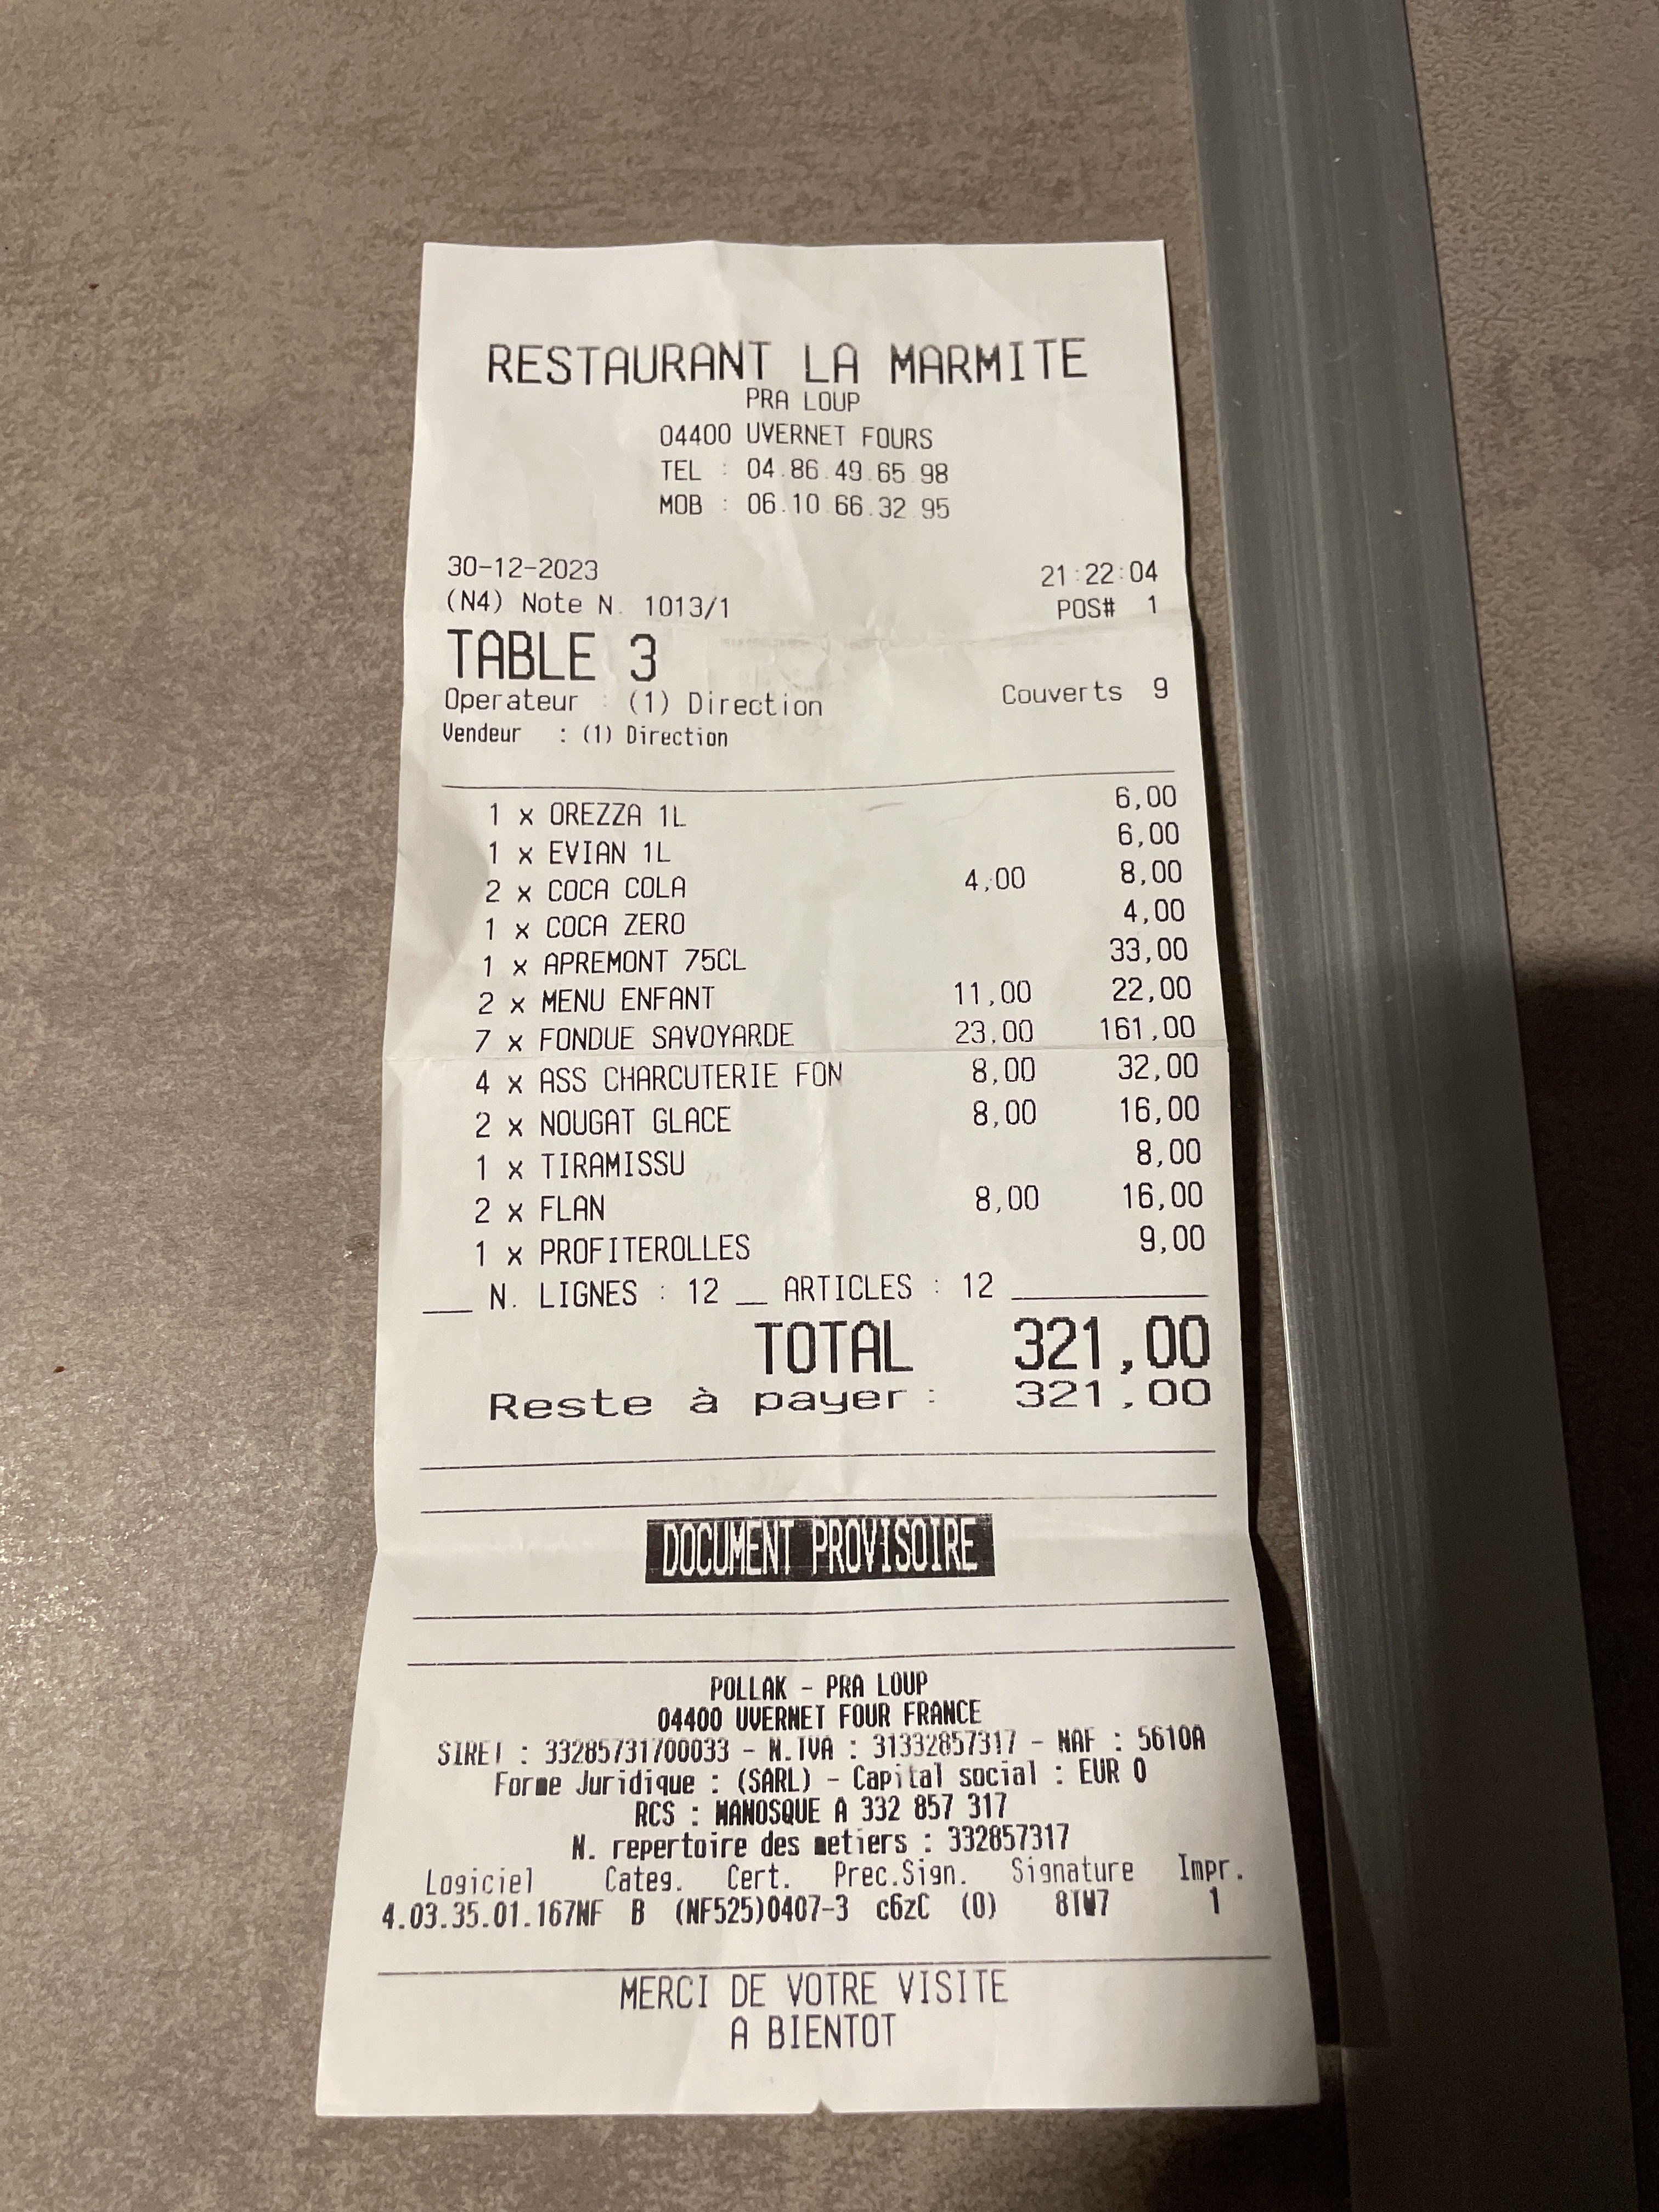 RESTAURANT LA MARMITE
PRA LOUP
04400 UVERNET FOURS
TEL : 04.86.49.65.98
MOB : 06.10.66.32.95
30-12-2023 21:22:04
(N4) Note N. 1013/1 POS# 1
TABLE 3
Operateur : (1) Direction Couverts 9
Vendeur : (1) Direction
1 x OREZZA 1L 6,00
1 x EVIAN 1L 6,00
2 x COCA COLA 4,00 8,00
1 x COCA ZERO 4,00
1 x APREMONT 75CL 33,00
2 x MENU ENFANT 11,00 22,00
7 x FONDUE SAVOYARDE 23,00 161,00
4 x ASS CHARCUTERIE FON 8,00 32,00
2 x NOUGAT GLACE 8,00 16,00
1 x TIRAMISSU 8,00
2 x FLAN 8,00 16,00
1 x PROFITEROLLES 9,00
N. LIGNES : 12 __ ARTICLES : 12
TOTAL 321,00
Reste à payer : 321,00
DOCUMENT PROVISOIRE
POLLAK - PRA LOUP
04400 UVERNET FOUR FRANCE
SIRET : 33285731700033 - N.TVA : 31332857317 - NAF : 5610A
Forme Juridique : (SARL) - Capital social : EUR 0
RCS : MANOSQUE A 332 857 317
N. repertoire des metiers : 332857317
Logiciel Categ. Cert. Prec.Sign. Signature Impr.
4.03.35.01.167NF B (NF525)0407-3 c6zC (0) 8TW7 1
MERCI DE VOTRE VISITE
A BIENTOT